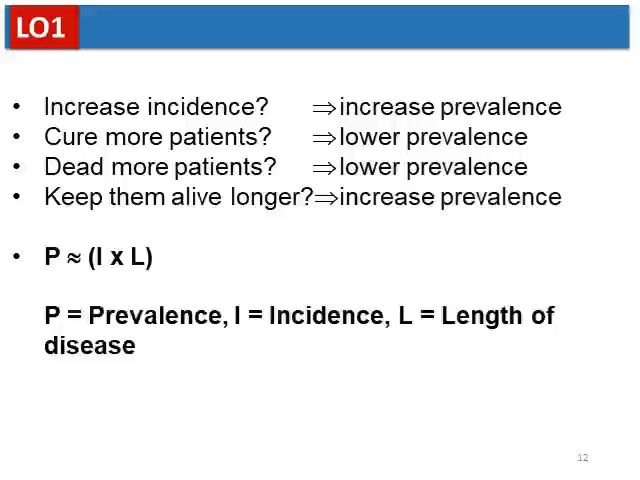 LO1
• Increase incidence? ⇒increase prevalence
• Cure more patients? ⇒lower prevalence
• Dead more patients? ⇒lower prevalence
• Keep them alive longer?⇒increase prevalence
• P ≈ (I x L)
P = Prevalence, I = Incidence, L = Length of
disease
12